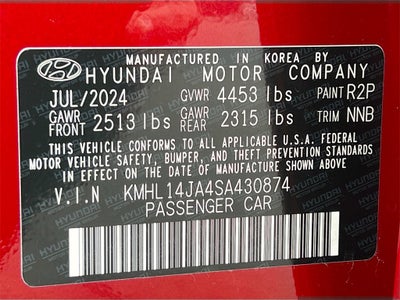 MANUFACTURED IN KOREA BY
HYUNDAI MOTOR COMPANY
JUL/2024 GVWR 4453 lbs PAINT R2P
GAWR FRONT 2513 lbs GAWR REAR 2315 lbs TRIM NNB
THIS VEHICLE CONFORMS TO ALL APPLICABLE U.S.A. FEDERAL
MOTOR VEHICLE SAFETY, BUMPER, AND THEFT PREVENTION STANDARDS
IN EFFECT ON THE DATE OF MANUFACTURE SHOWN ABOVE.
V.I.N KMHL14JA4SA430874
PASSENGER CAR